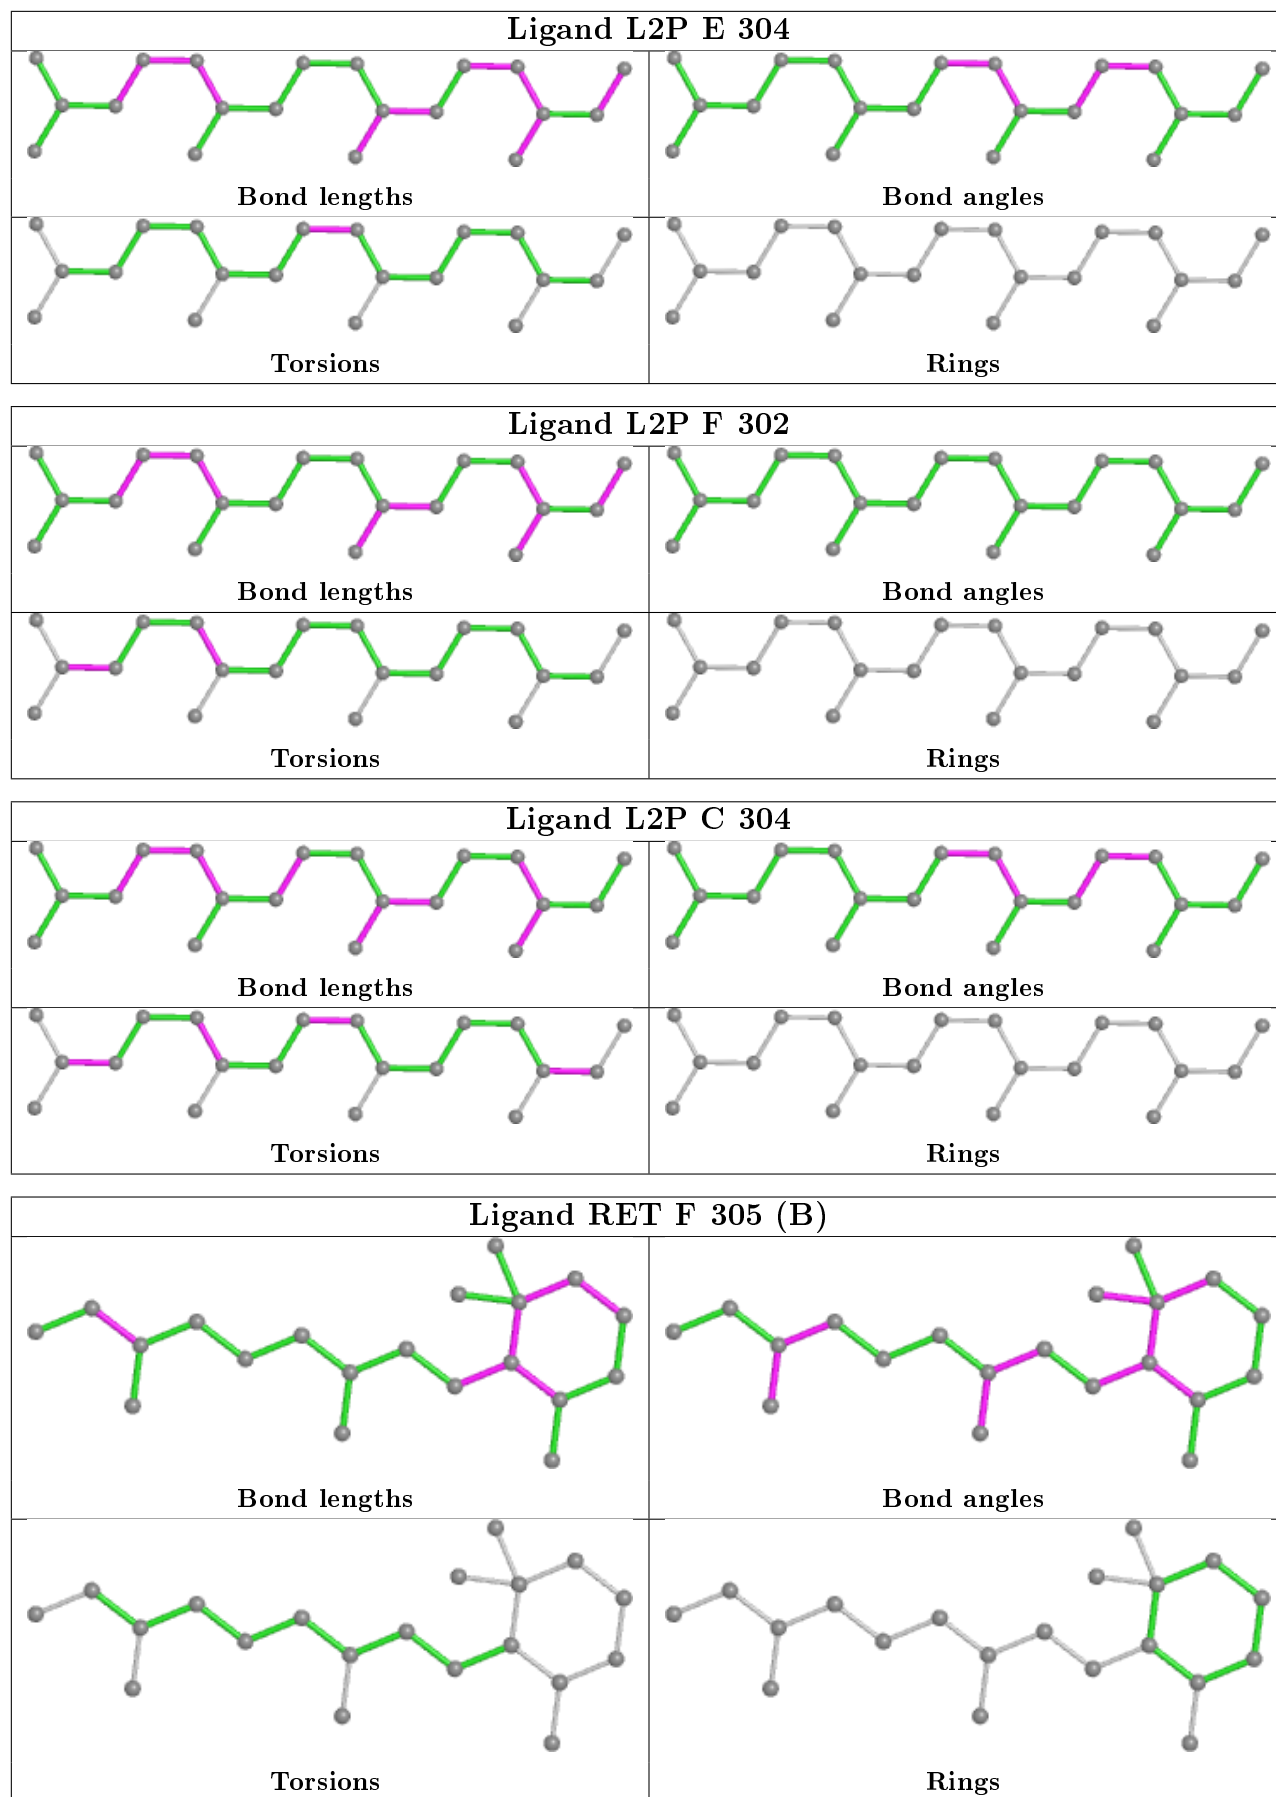 Ligand L2P E 304
Bond lengths
Bond angles
Torsions
Rings
Ligand L2P F 302
Bond lengths
Bond angles
Torsions
Rings
Ligand L2P C 304
Bond lengths
Bond angles
Torsions
Rings
Ligand RET F 305 (B)
Bond lengths
Bond angles
Torsions
Rings